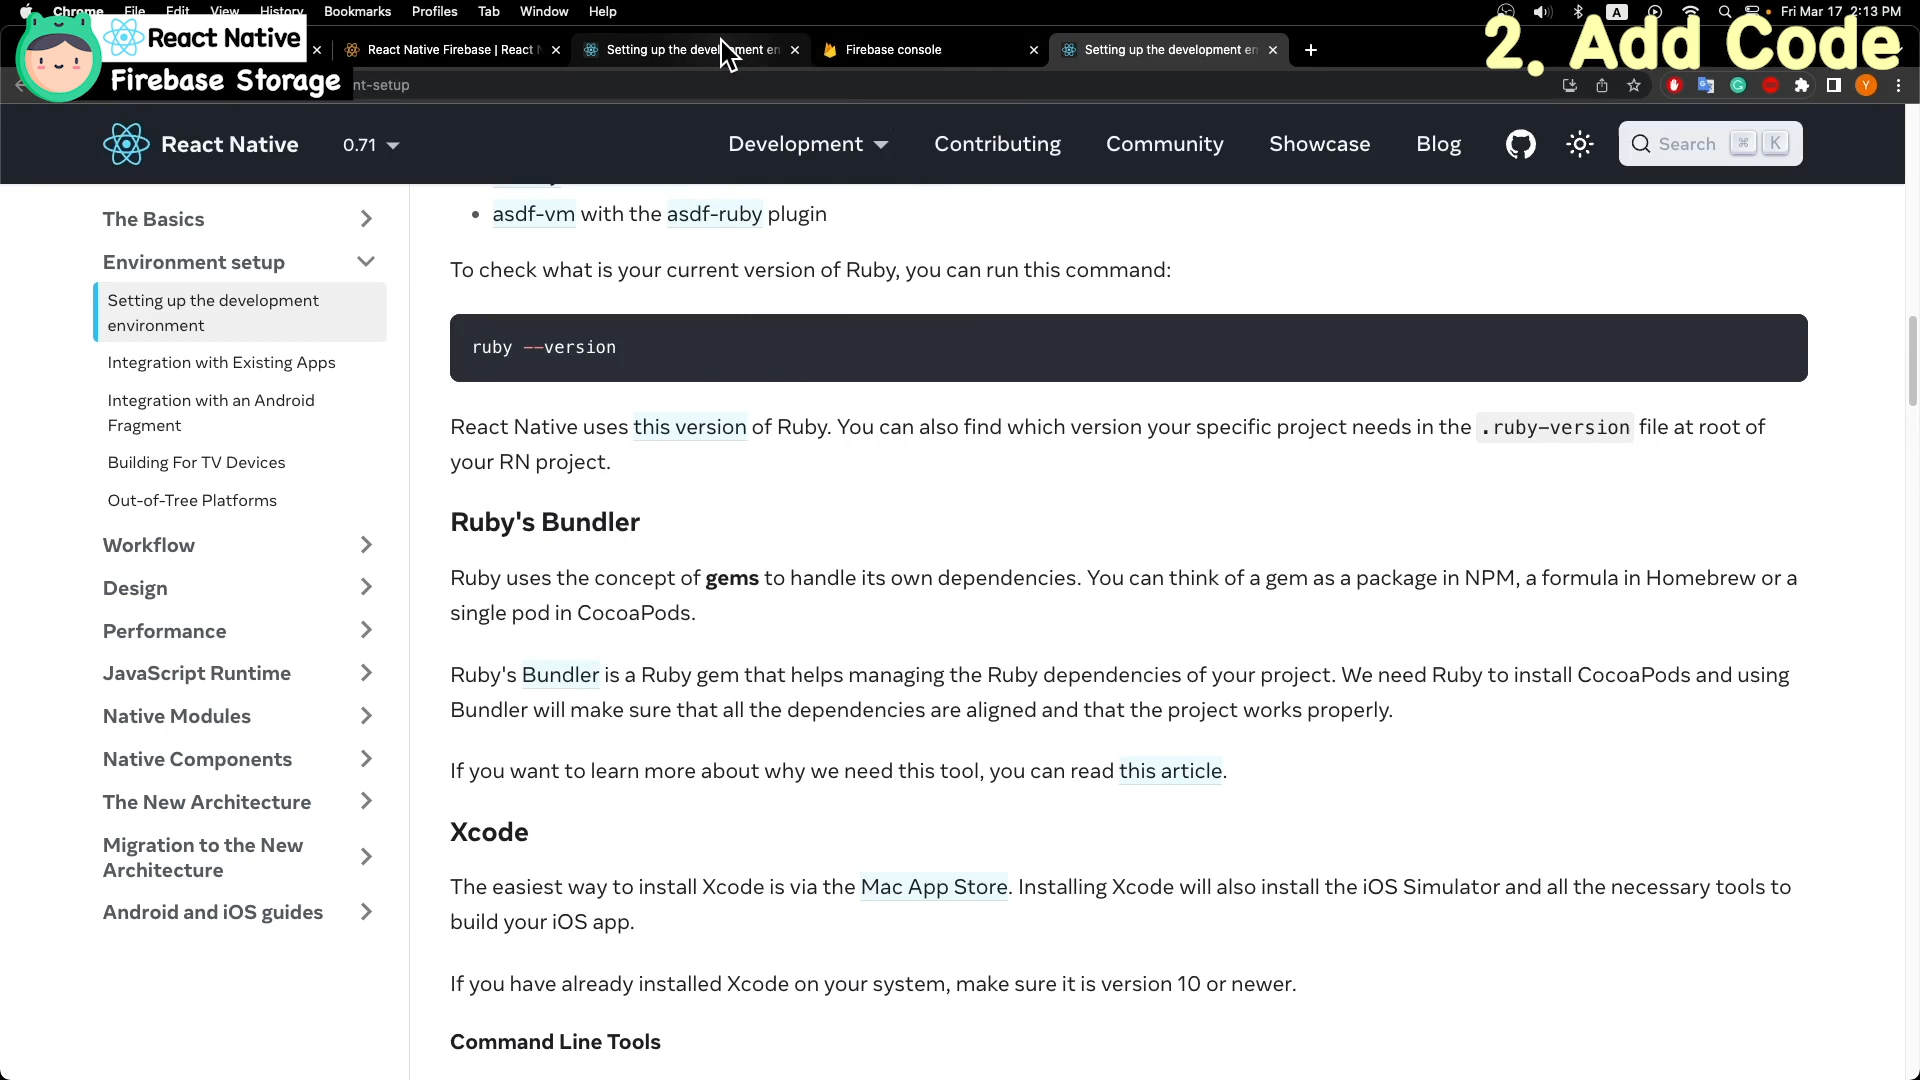 Chrome File Edit View History Bookmarks Profiles Tab Window Help
A
Fri Mar 17 2:13 PM
React Native
Firebase Storage
2. Add Code
React Native Firebase | React N
Setting up the development en
Firebase console
Setting up the development en
nt-setup
Y
React Native
0.71
Development
Contributing
Community
Showcase
Blog
Search
⌘ K
The Basics
Environment setup
Setting up the development
environment
Integration with Existing Apps
Integration with an Android
Fragment
Building For TV Devices
Out-of-Tree Platforms
Workflow
Design
Performance
JavaScript Runtime
Native Modules
Native Components
The New Architecture
Migration to the New
Architecture
Android and iOS guides
asdf-vm with the asdf-ruby plugin
To check what is your current version of Ruby, you can run this command:
ruby --version
React Native uses this version of Ruby. You can also find which version your specific project needs in the .ruby-version file at root of
your RN project.
Ruby's Bundler
Ruby uses the concept of gems to handle its own dependencies. You can think of a gem as a package in NPM, a formula in Homebrew or a
single pod in CocoaPods.
Ruby's Bundler is a Ruby gem that helps managing the Ruby dependencies of your project. We need Ruby to install CocoaPods and using
Bundler will make sure that all the dependencies are aligned and that the project works properly.
If you want to learn more about why we need this tool, you can read this article.
Xcode
The easiest way to install Xcode is via the Mac App Store. Installing Xcode will also install the iOS Simulator and all the necessary tools to
build your iOS app.
If you have already installed Xcode on your system, make sure it is version 10 or newer.
Command Line Tools